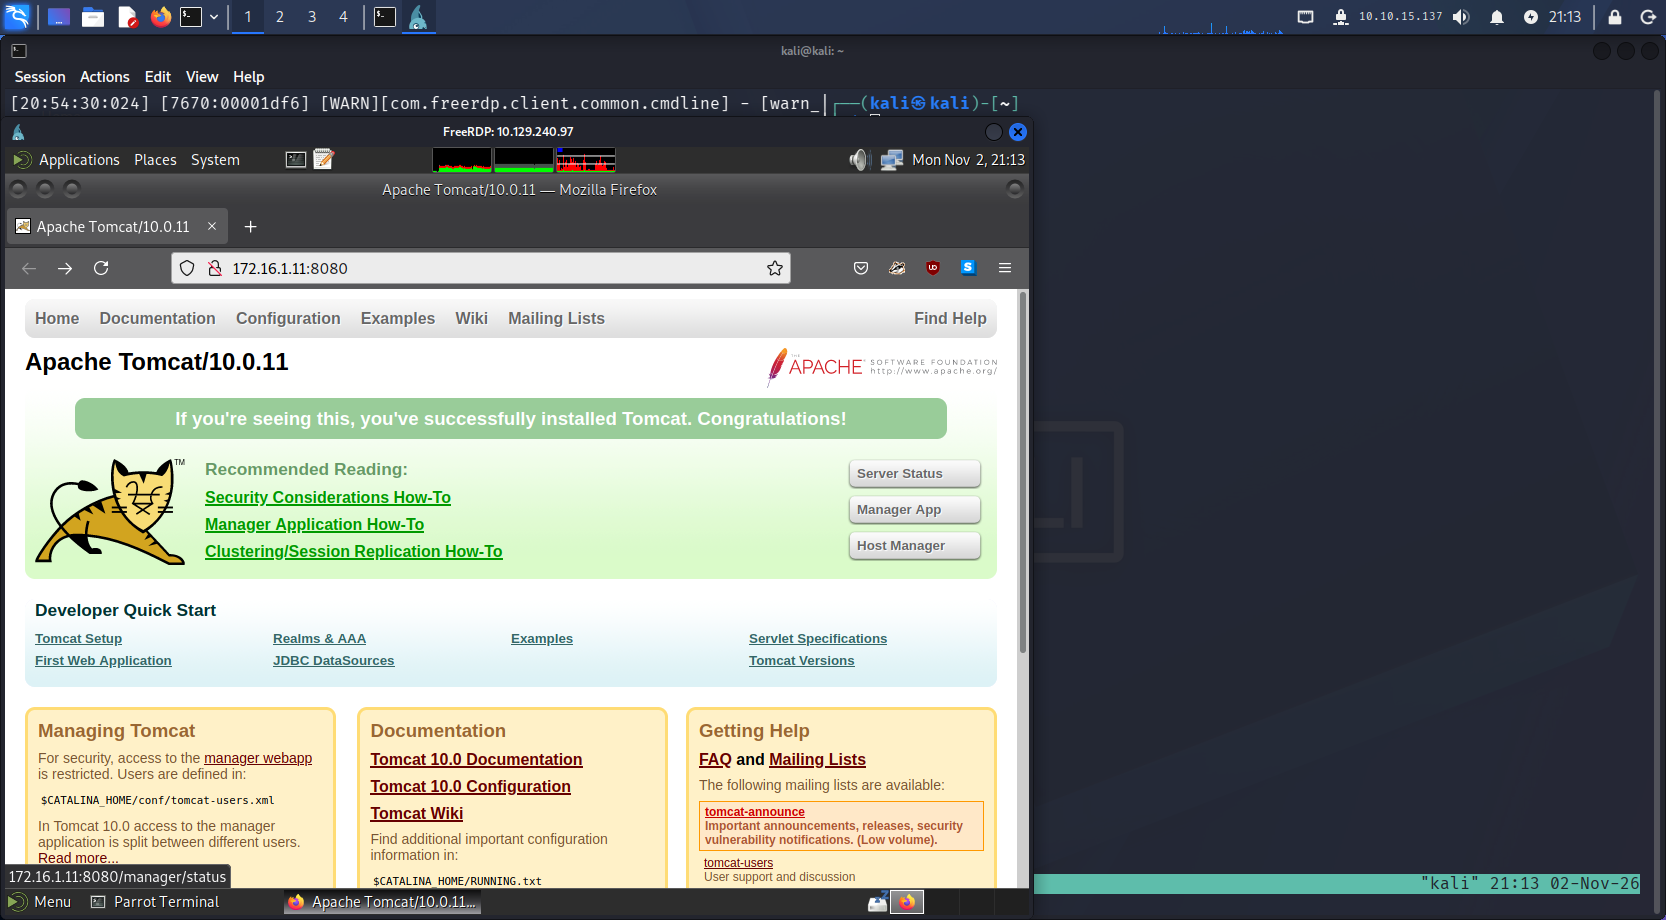 1 2 3 4 10.10.15.137 21:13
kali@kali: ~
Session Actions Edit View Help
[20:54:30:024] [7670:00001df6] [WARN][com.freerdp.client.common.cmdline] - [warn_ ┌──(kali㉿kali)-[~]
FreeRDP: 10.129.240.97
Applications Places System Mon Nov 2, 21:13
Apache Tomcat/10.0.11 — Mozilla Firefox
Apache Tomcat/10.0.11
172.16.1.11:8080
Home Documentation Configuration Examples Wiki Mailing Lists Find Help
Apache Tomcat/10.0.11
THE APACHE SOFTWARE FOUNDATION
http://www.apache.org/
If you're seeing this, you've successfully installed Tomcat. Congratulations!
TM
Recommended Reading:
Security Considerations How-To
Manager Application How-To
Clustering/Session Replication How-To
Server Status
Manager App
Host Manager
Developer Quick Start
Tomcat Setup Realms & AAA Examples Servlet Specifications
First Web Application JDBC DataSources Tomcat Versions
Managing Tomcat
For security, access to the manager webapp
is restricted. Users are defined in:
$CATALINA_HOME/conf/tomcat-users.xml
In Tomcat 10.0 access to the manager
application is split between different users.
Read more...
Documentation
Tomcat 10.0 Documentation
Tomcat 10.0 Configuration
Tomcat Wiki
Find additional important configuration
information in:
$CATALINA_HOME/RUNNING.txt
Getting Help
FAQ and Mailing Lists
The following mailing lists are available:
tomcat-announce
Important announcements, releases, security
vulnerability notifications. (Low volume).
tomcat-users
User support and discussion
172.16.1.11:8080/manager/status
"kali" 21:13 02-Nov-26
Menu Parrot Terminal Apache Tomcat/10.0.11...